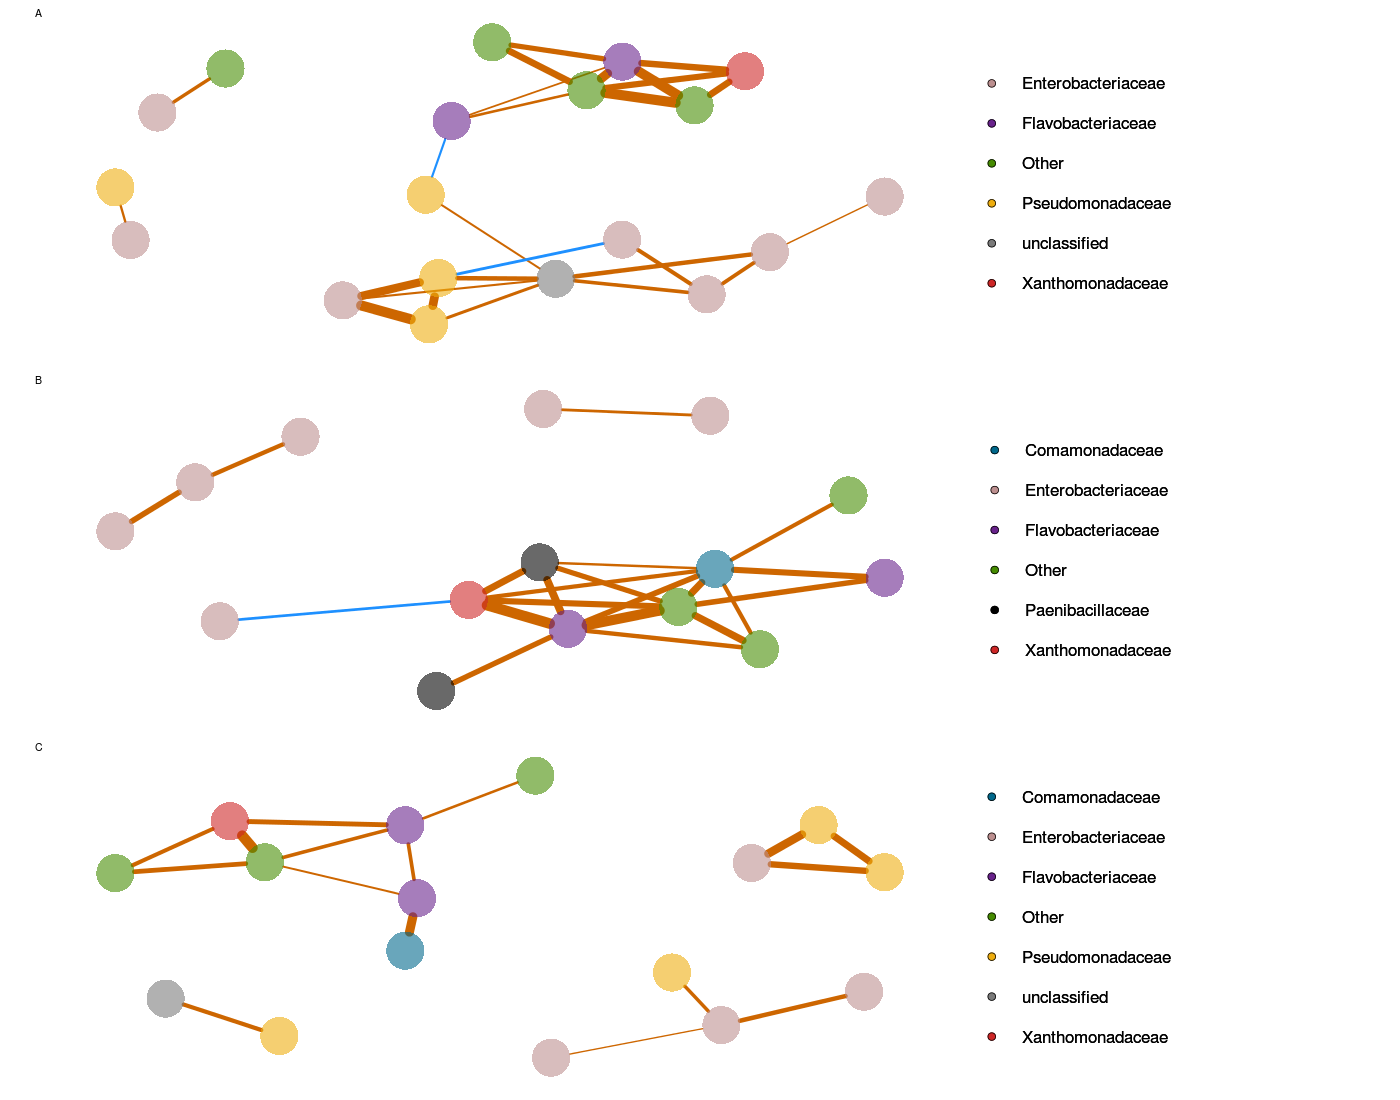 A
Enterobacteriaceae
Flavobacteriaceae
Other
Pseudomonadaceae
unclassified
Xanthomonadaceae
B
Comamonadaceae
Enterobacteriaceae
Flavobacteriaceae
Other
Paenibacillaceae
Xanthomonadaceae
C
Comamonadaceae
Enterobacteriaceae
Flavobacteriaceae
Other
Pseudomonadaceae
unclassified
Xanthomonadaceae